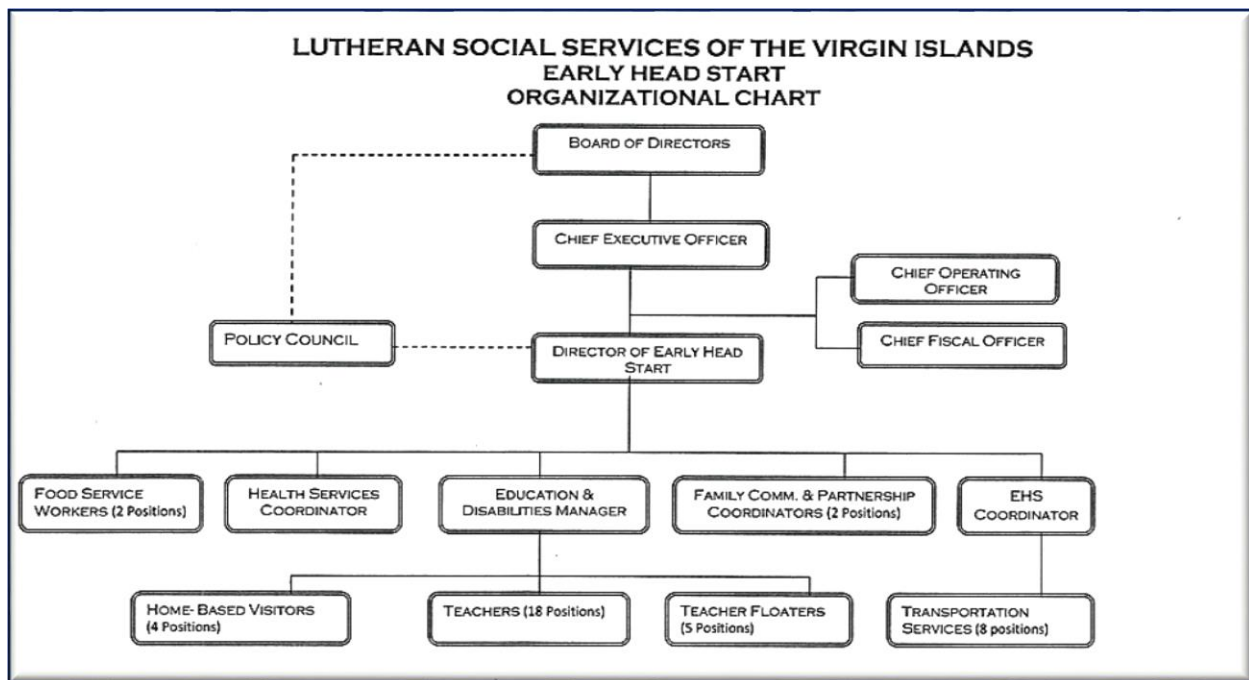 LUTHERAN SOCIAL SERVICES OF THE VIRGIN ISLANDS
EARLY HEAD START
ORGANIZATIONAL CHART
BOARD OF DIRECTORS
CHIEF EXECUTIVE OFFICER
CHIEF OPERATING
OFFICER
POLICY COUNCIL
DIRECTOR OF EARLY HEAD
START
CHIEF FISCAL OFFICER
FOOD SERVICE
WORKERS (2 Positions)
HEALTH SERVICES
COORDINATOR
EDUCATION &
DISABILITIES MANAGER
FAMILY COMM. & PARTNERSHIP
COORDINATORS (2 Positions)
EHS
COORDINATOR
HOME- BASED VISITORS
(4 Positions)
TEACHERS (18 Positions)
TEACHER FLOATERS
(5 Positions)
TRANSPORTATION
SERVICES (8 positions)